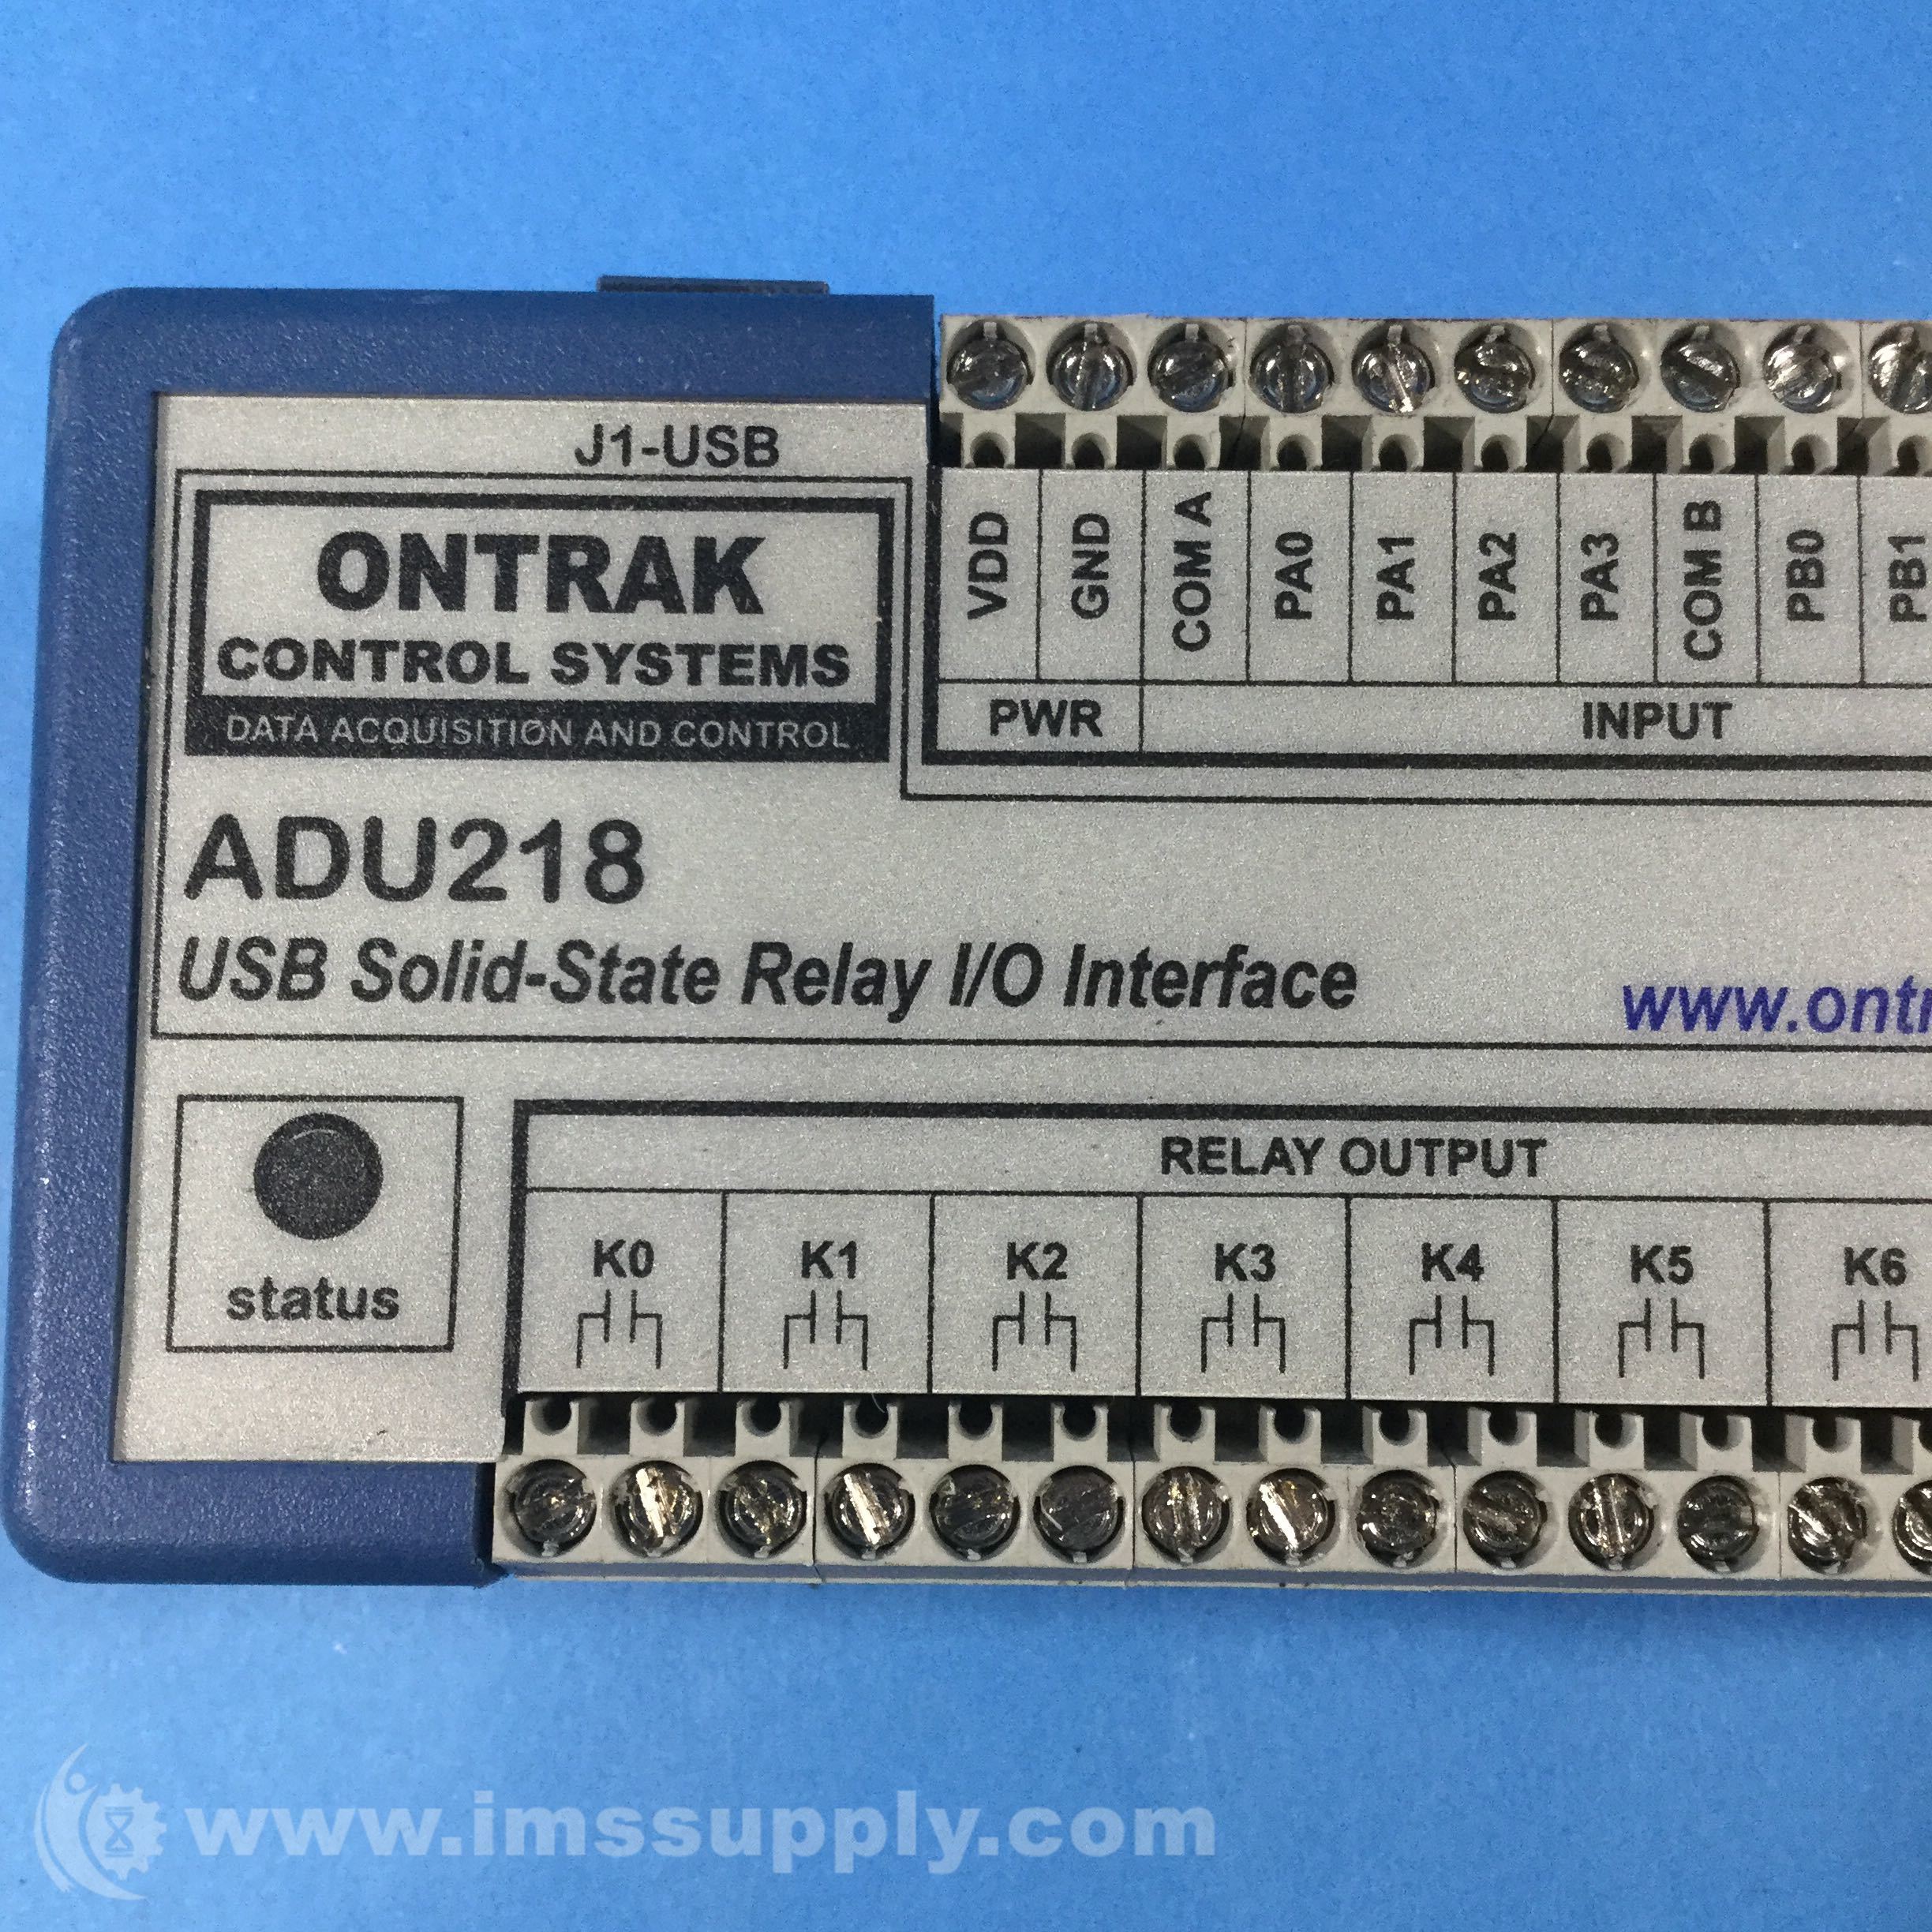 J1-USB
ONTRAK
CONTROL SYSTEMS
DATA ACQUISITION AND CONTROL
VDD
GND
COM A
PA0
PA1
PA2
PA3
COM B
PB0
PB1
PWR
INPUT
ADU218
USB Solid-State Relay I/O Interface
www.ontr
status
RELAY OUTPUT
K0
K1
K2
K3
K4
K5
K6
www.imssupply.com